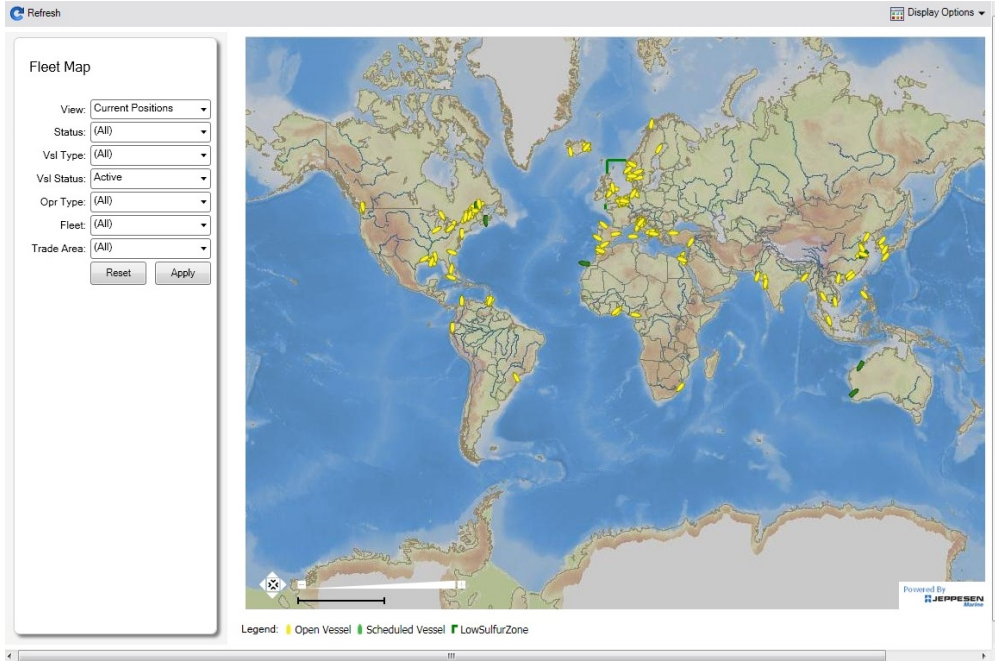 Refresh
Display Options
Fleet Map
View: Current Positions
Status: (All)
Vsl Type: (All)
Vsl Status: Active
Opr Type: (All)
Fleet: (All)
Trade Area: (All)
Reset Apply
Powered By
JEPPESEN
Marine
Legend: Open Vessel Scheduled Vessel LowSulfurZone